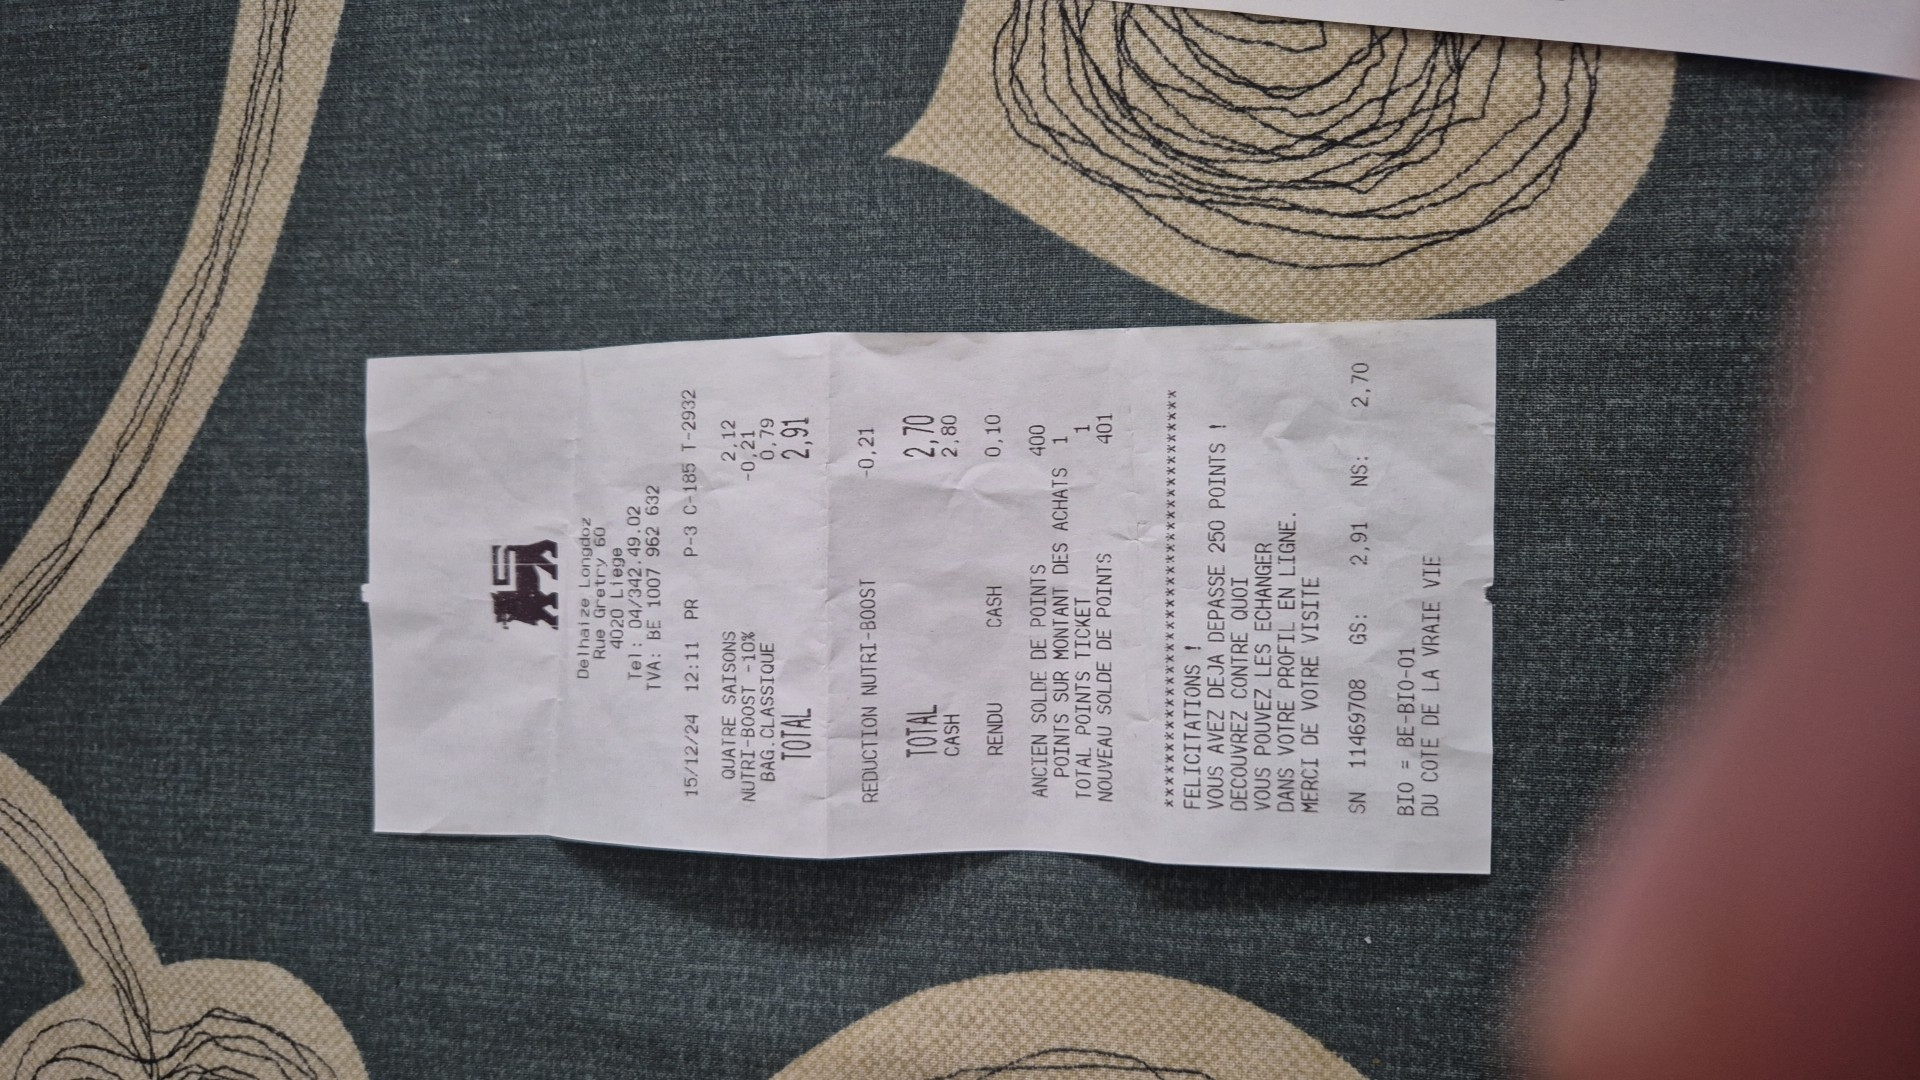 Delhaize Longdoz
Rue Gretry 60
4020 Liege
Tel: 04/342.49.02
TVA: BE 1007 962 632
15/12/24 12:11 PR P-3 C-185 T-2932
QUATRE SAISONS 2,12
NUTRI-BOOST -10% -0,21
BAG.CLASSIQUE 0,79
TOTAL 2,91
REDUCTION NUTRI-BOOST -0,21
TOTAL 2,70
CASH 2,80
RENDU CASH 0,10
ANCIEN SOLDE DE POINTS 400
POINTS SUR MONTANT DES ACHATS 1
TOTAL POINTS TICKET 1
NOUVEAU SOLDE DE POINTS 401
****************************************
FELICITATIONS !
VOUS AVEZ DEJA DEPASSE 250 POINTS !
DECOUVREZ CONTRE QUOI
VOUS POUVEZ LES ECHANGER
DANS VOTRE PROFIL EN LIGNE.
MERCI DE VOTRE VISITE
SN 11469708 GS: 2,91 NS: 2,70
BIO = BE-BIO-01
DU COTE DE LA VRAIE VIE